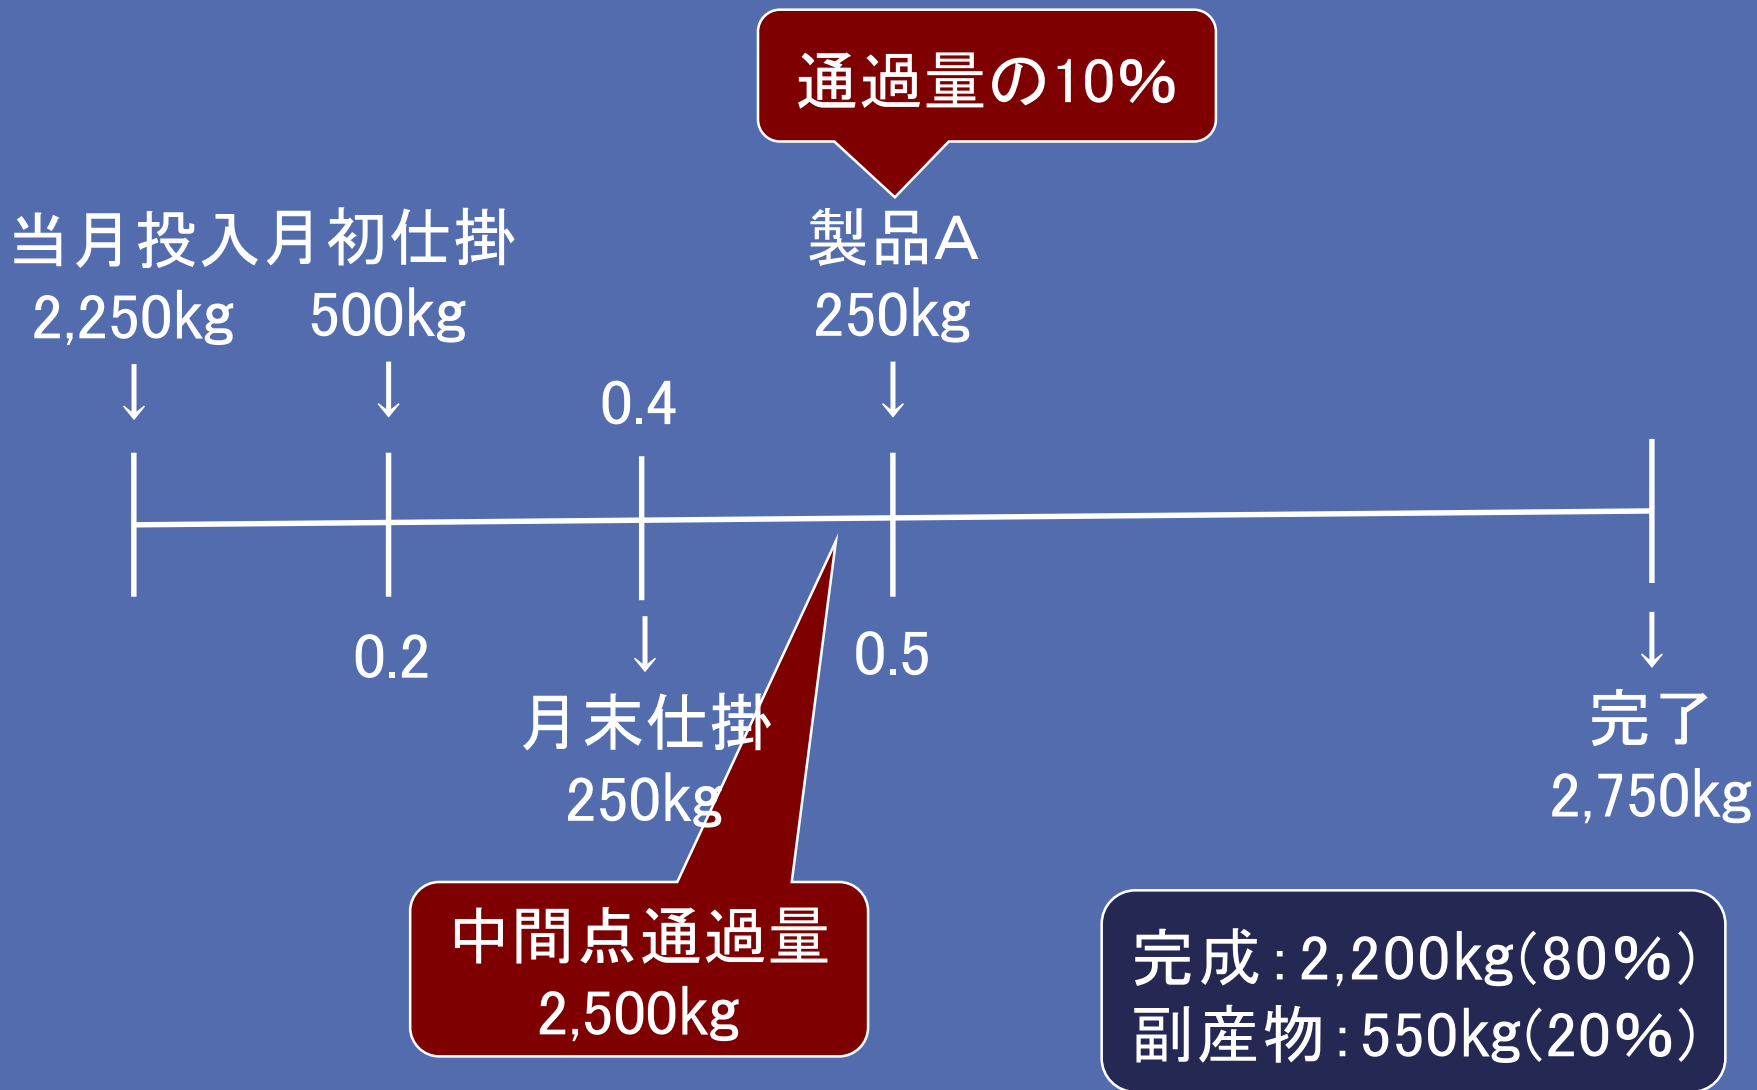 通過量の10%
当月投入
2,250kg
↓
月初仕掛
500kg
↓
製品A
250kg
↓
0.4
0.2
0.5
↓
月末仕掛
250kg
↓
完了
2,750kg
中間点通過量
2,500kg
完成:2,200kg(80%)
副産物:550kg(20%)